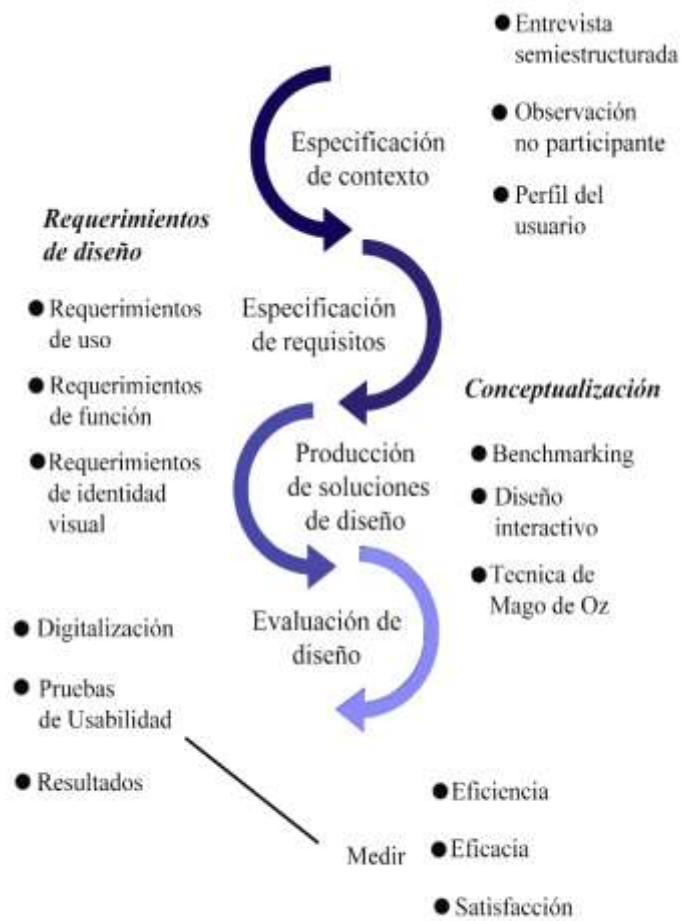 ● Entrevista
semiestructurada
● Observación
no participante
● Perfil del
usuario
Especificación
de contexto
Requerimientos
de diseño
● Requerimientos
de uso
● Requerimientos
de función
● Requerimientos
de identidad
visual
Especificación
de requisitos
Conceptualización
● Benchmarking
● Diseño
interactivo
● Tecnica de
Mago de Oz
Producción
de soluciones
de diseño
Evaluación de
diseño
● Digitalización
● Pruebas
de Usabilidad
● Resultados
Medir
● Eficiencia
● Eficacia
● Satisfacción